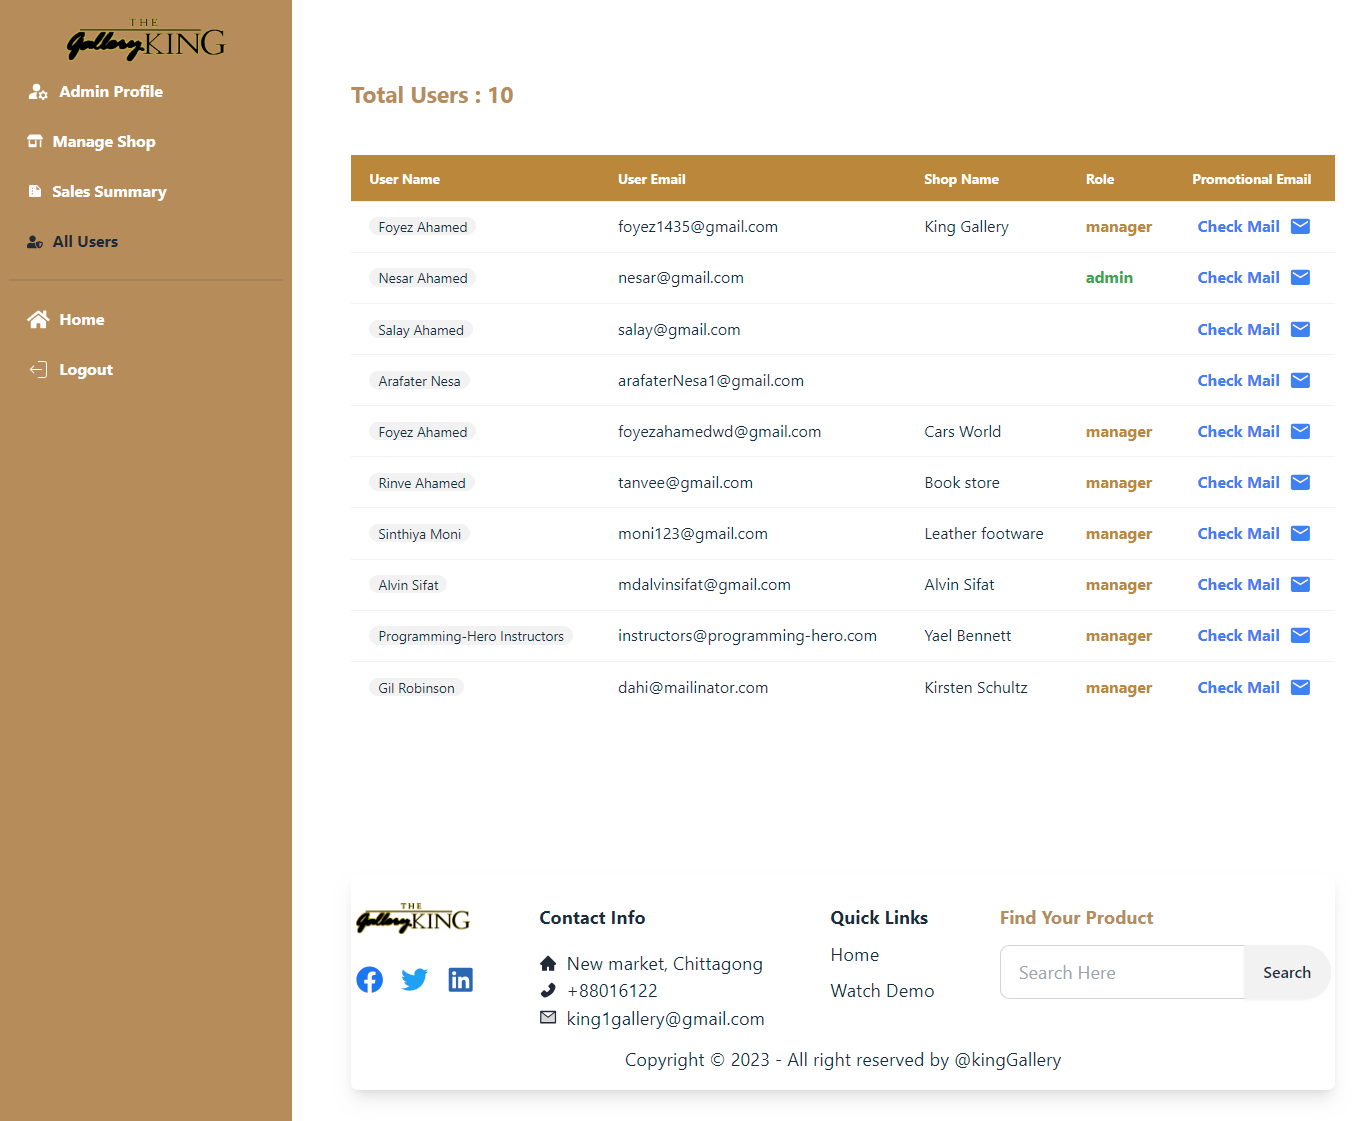 THE
Gallery KING
Admin Profile
Manage Shop
Sales Summary
All Users
Home
Logout
Total Users : 10
User Name User Email Shop Name Role Promotional Email
Foyez Ahamed foyez1435@gmail.com King Gallery manager Check Mail
Nesar Ahamed nesar@gmail.com admin Check Mail
Salay Ahamed salay@gmail.com Check Mail
Arafater Nesa arafaterNesa1@gmail.com Check Mail
Foyez Ahamed foyezahamedwd@gmail.com Cars World manager Check Mail
Rinve Ahamed tanvee@gmail.com Book store manager Check Mail
Sinthiya Moni moni123@gmail.com Leather footware manager Check Mail
Alvin Sifat mdalvinsifat@gmail.com Alvin Sifat manager Check Mail
Programming-Hero Instructors instructors@programming-hero.com Yael Bennett manager Check Mail
Gil Robinson dahi@mailinator.com Kirsten Schultz manager Check Mail
THE
Gallery KING
Contact Info
New market, Chittagong
+88016122
king1gallery@gmail.com
Quick Links
Home
Watch Demo
Find Your Product
Search Here Search
Copyright © 2023 - All right reserved by @kingGallery